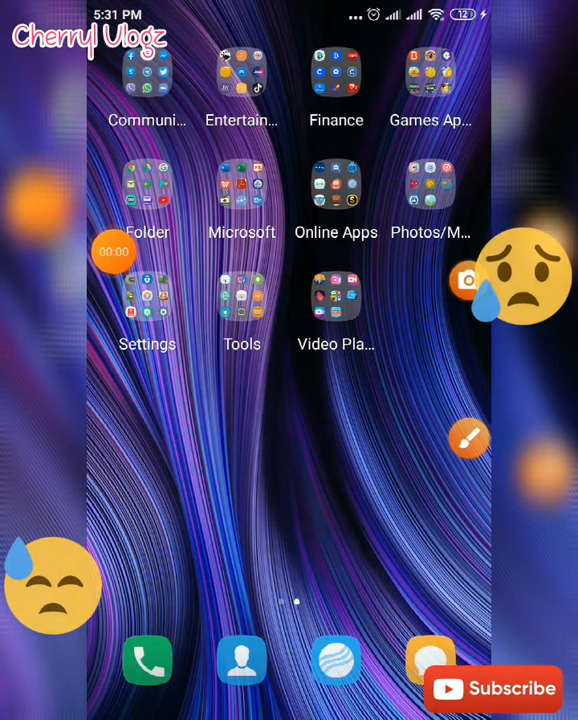 5:31 PM
12
Cherryl Vlogz
Communi...
Entertain...
Finance
Games Ap...
Folder
Microsoft
Online Apps
Photos/M...
00:00
Settings
Tools
Video Pla...
Subscribe